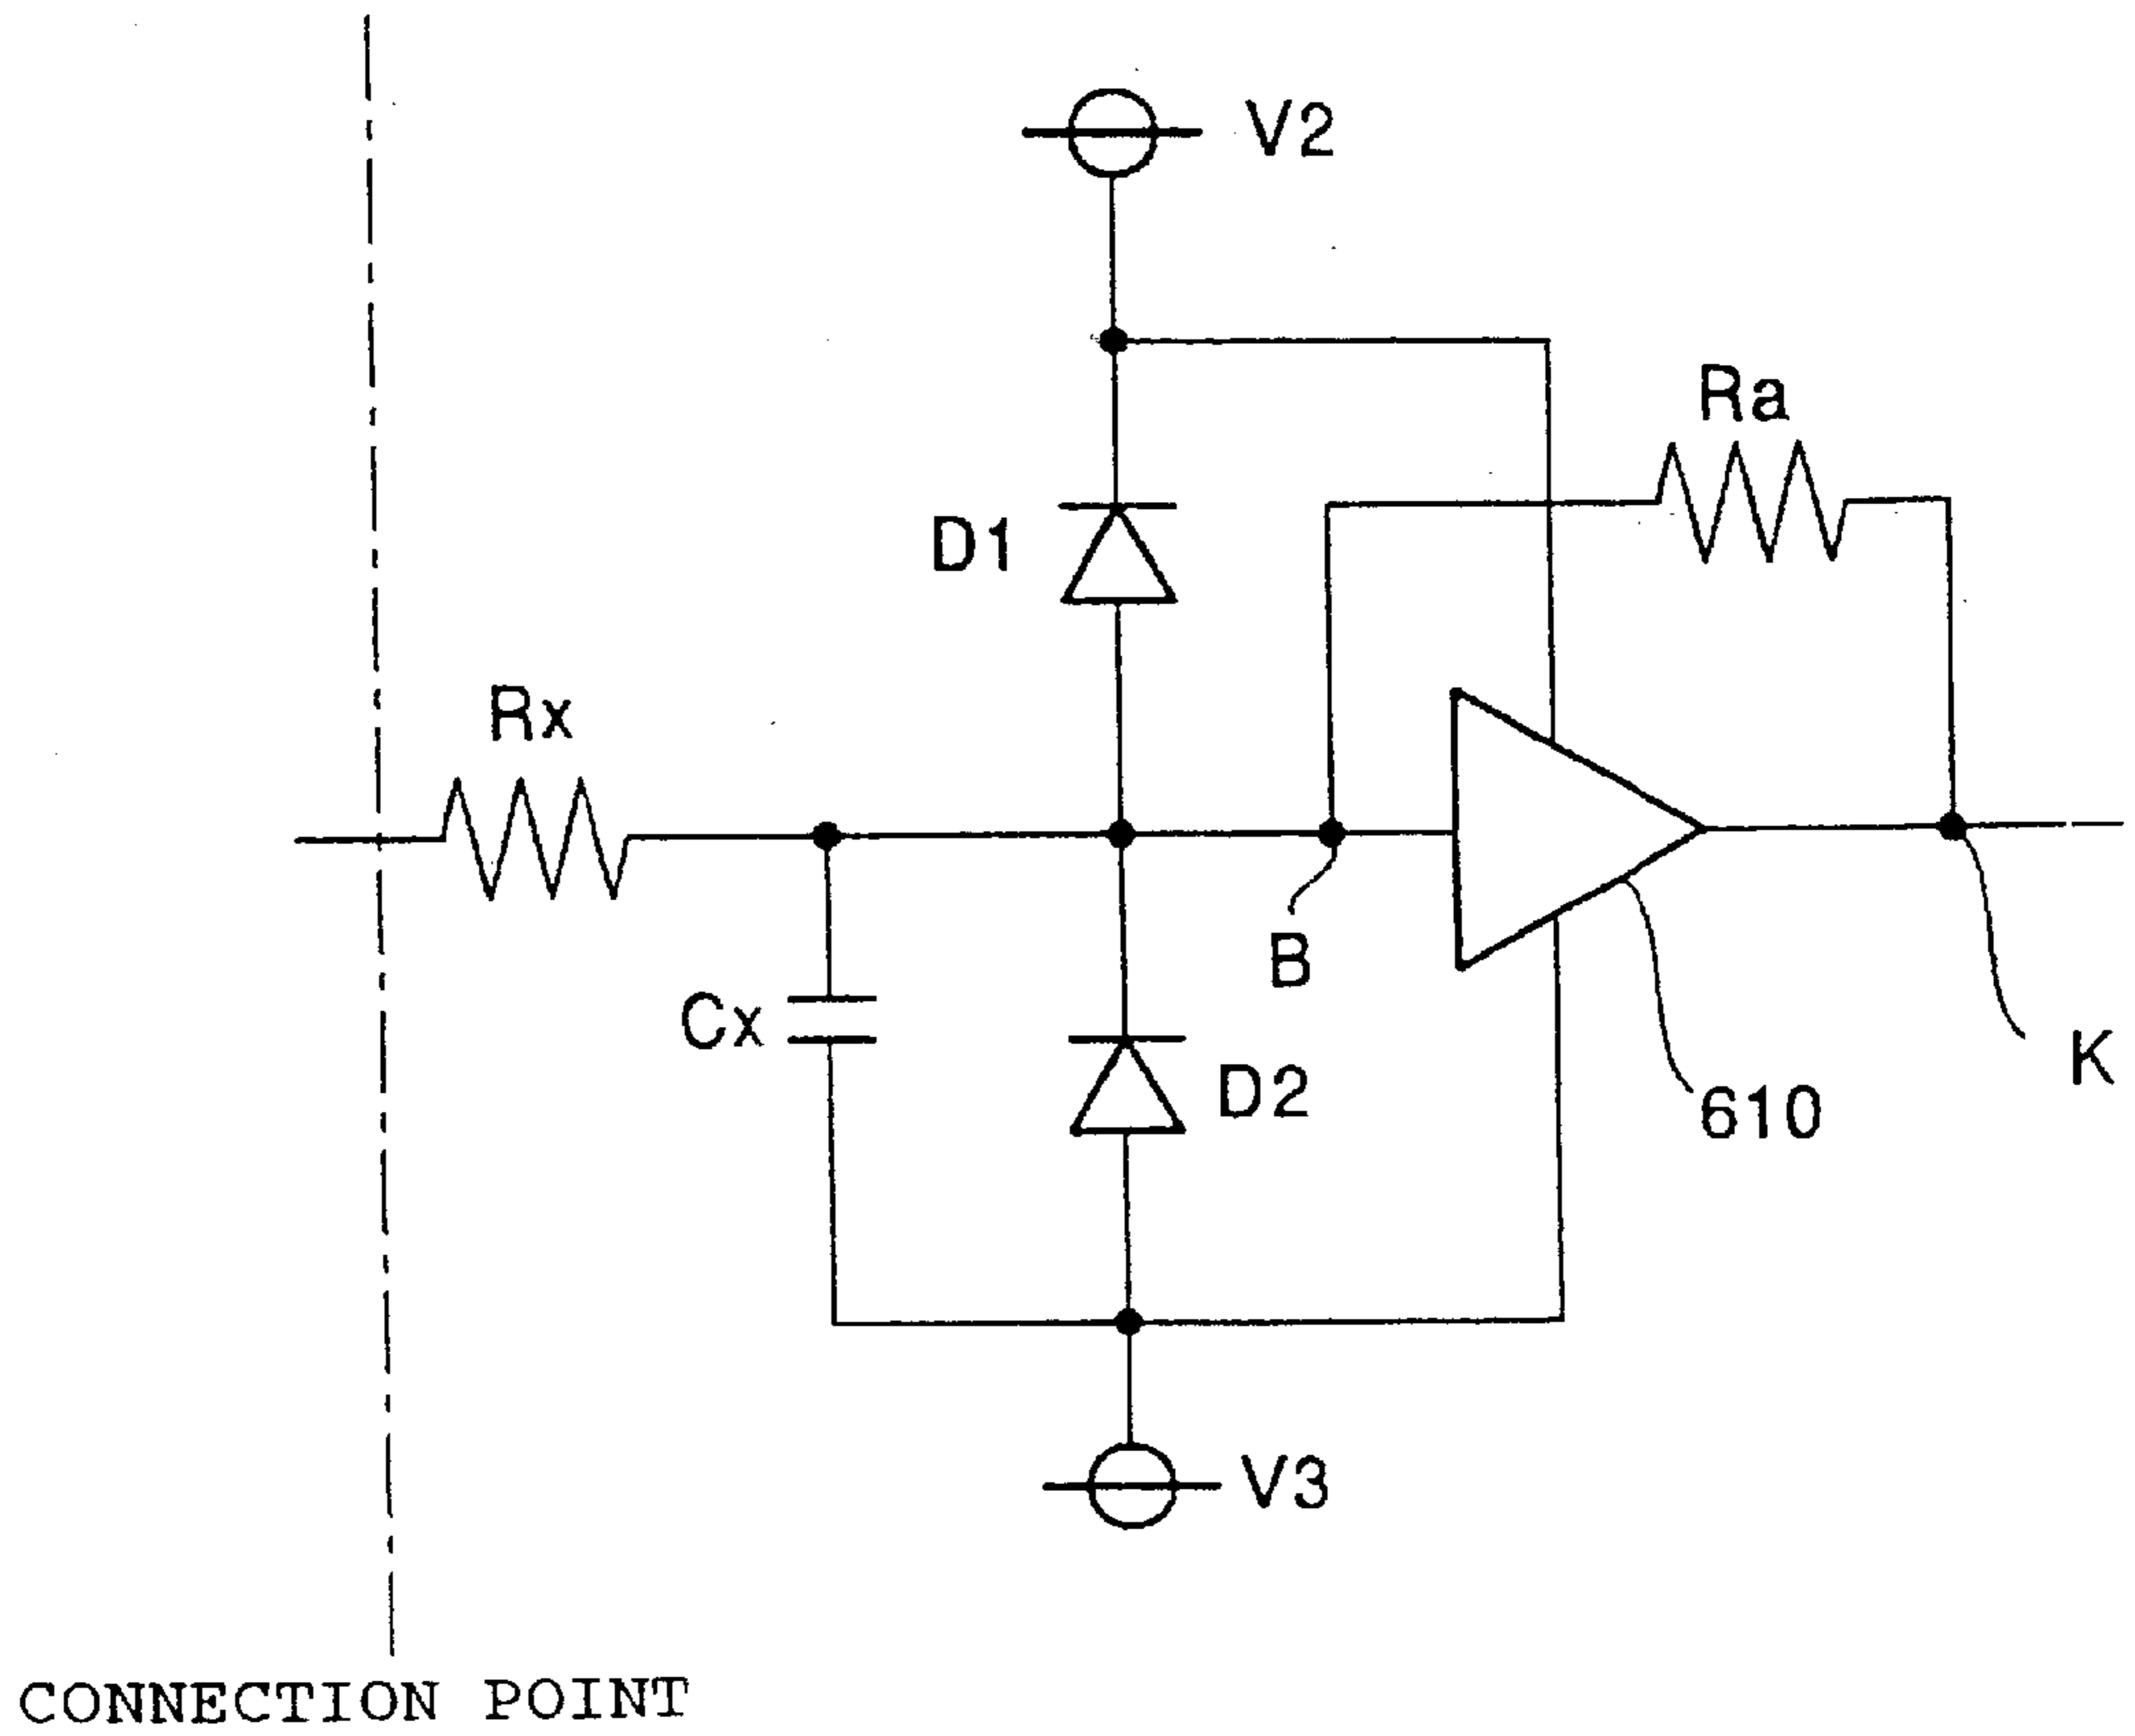 V2
Ra
D1
Rx
B
Cx
K
D2
610
V3
CONNECTION POINT